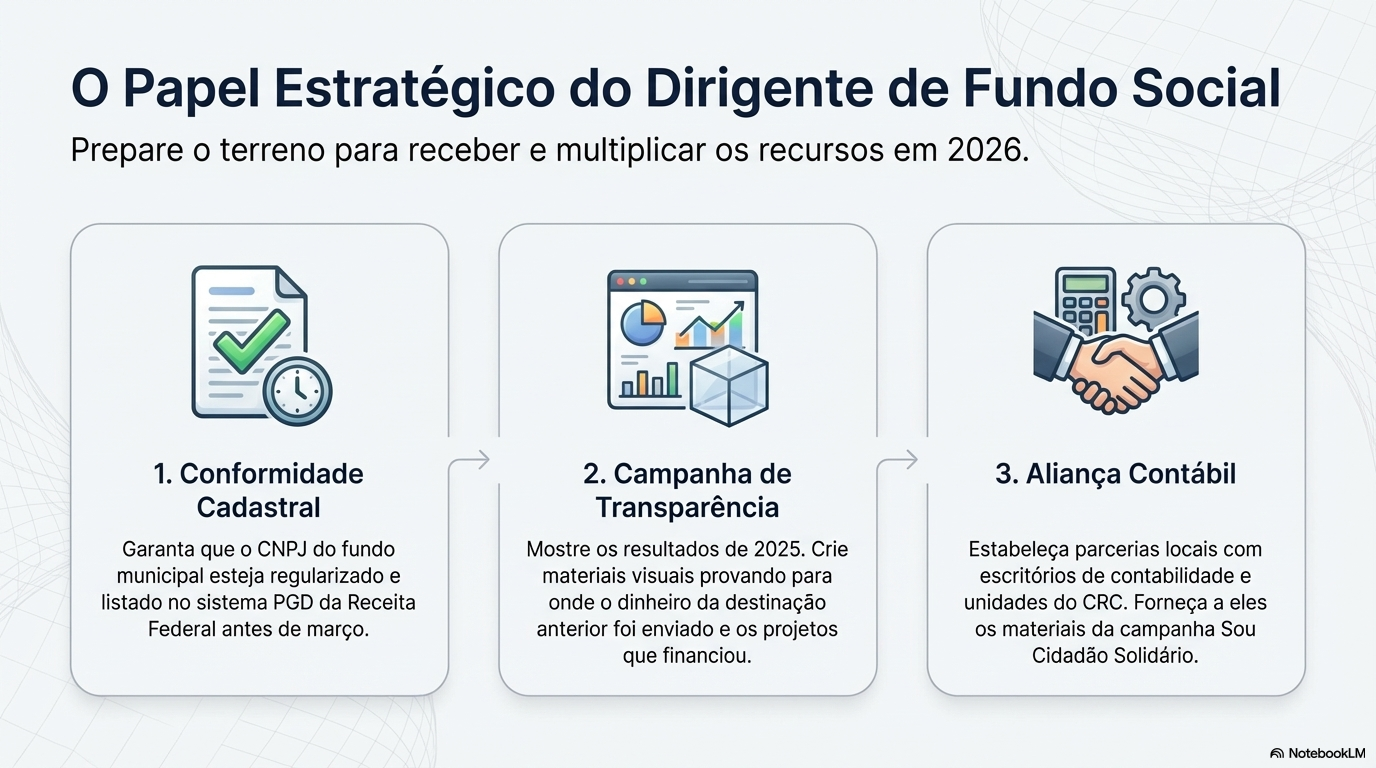 O Papel Estratégico do Dirigente de Fundo Social
Prepare o terreno para receber e multiplicar os recursos em 2026.
1. Conformidade
Cadastral
Garanta que o CNPJ do fundo
municipal esteja regularizado e
listado no sistema PGD da Receita
Federal antes de março.
2. Campanha de
Transparência
Mostre os resultados de 2025. Crie
materiais visuais provando para
onde o dinheiro da destinação
anterior foi enviado e os projetos
que financiou.
3. Aliança Contábil
Estabeleça parcerias locais com
escritórios de contabilidade e
unidades do CRC. Forneça a eles
os materiais da campanha Sou
Cidadão Solidário.
NotebookLM